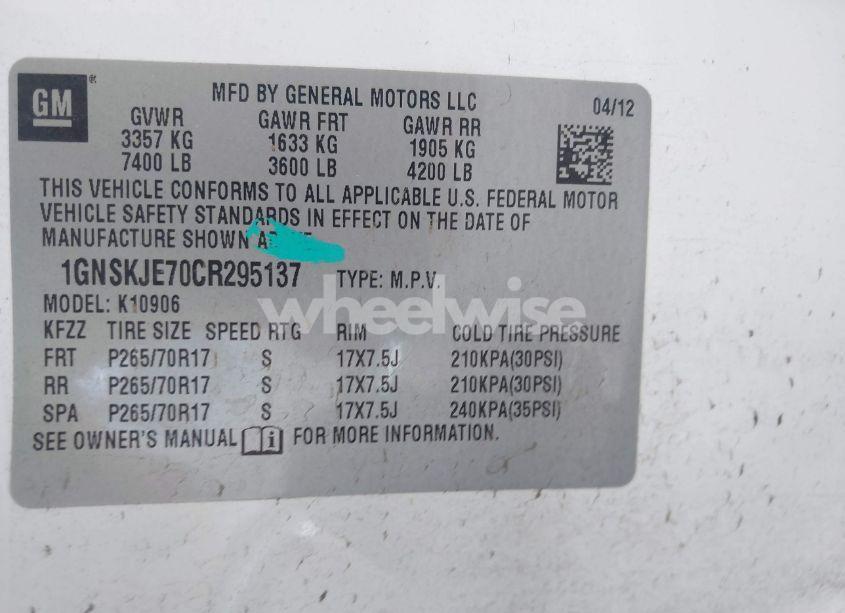 GM ®
MFD BY GENERAL MOTORS LLC 04/12
GVWR GAWR FRT GAWR RR
3357 KG 1633 KG 1905 KG
7400 LB 3600 LB 4200 LB
THIS VEHICLE CONFORMS TO ALL APPLICABLE U.S. FEDERAL MOTOR
VEHICLE SAFETY STANDARDS IN EFFECT ON THE DATE OF
MANUFACTURE SHOWN
1GNSKJE70CR295137 TYPE: M.P.V.
wheelwise
MODEL: K10906
KFZZ TIRE SIZE SPEED RTG RIM COLD TIRE PRESSURE
FRT P265/70R17 S 17X7.5J 210KPA(30PSI)
RR P265/70R17 S 17X7.5J 210KPA(30PSI)
SPA P265/70R17 S 17X7.5J 240KPA(35PSI)
SEE OWNER'S MANUAL i FOR MORE INFORMATION.